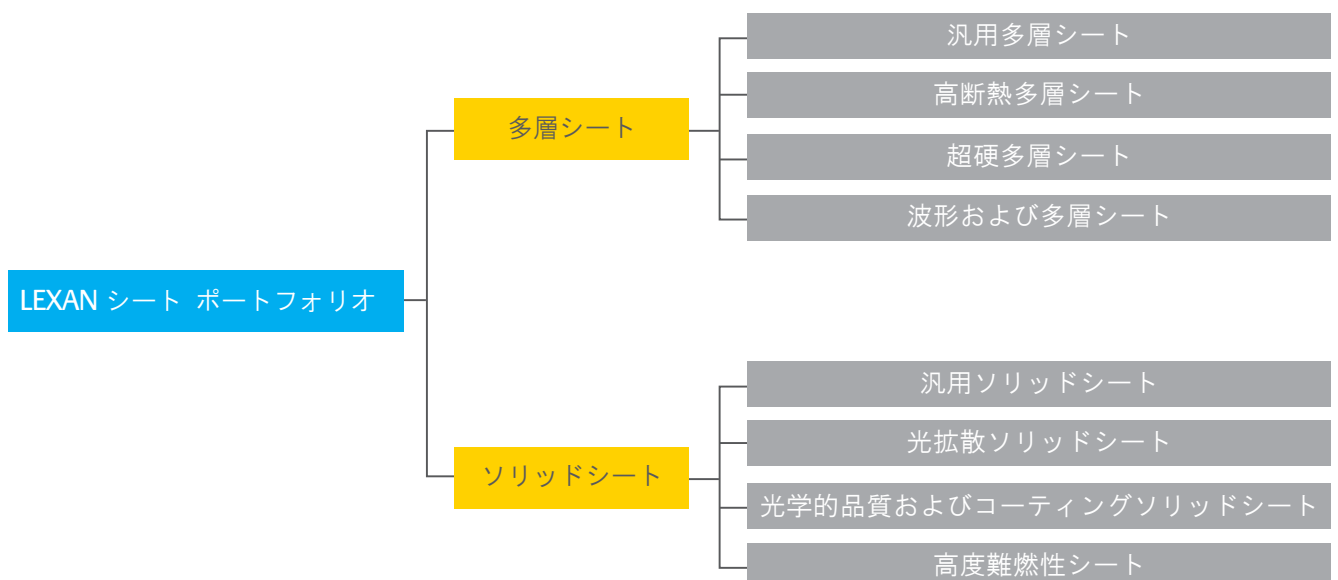 LEXAN シート ポートフォリオ
多層シート
汎用多層シート
高断熱多層シート
超硬多層シート
波形および多層シート
ソリッドシート
汎用ソリッドシート
光拡散ソリッドシート
光学的品質およびコーティングソリッドシート
高度難燃性シート